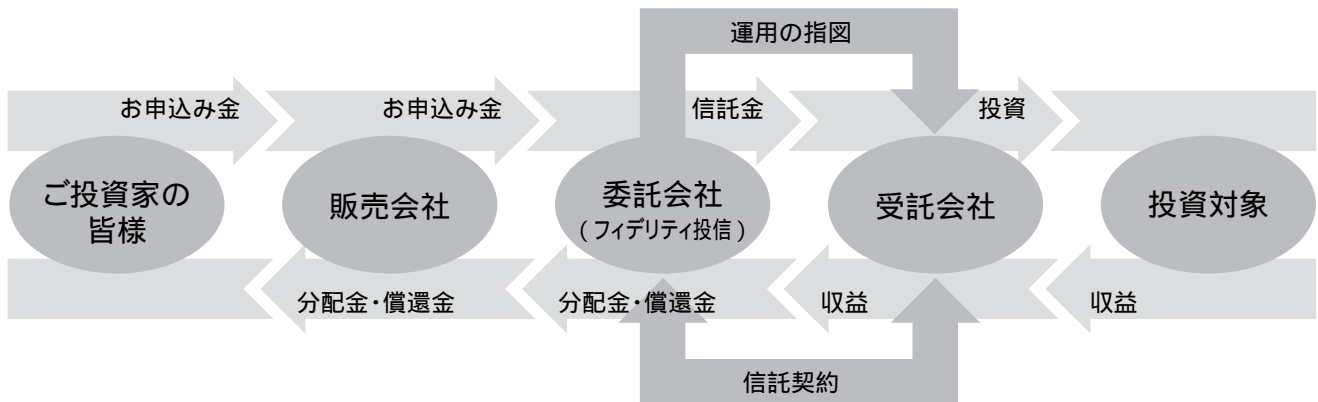 運用の指図
お申込み金
お申込み金
信託金
投資
ご投資家の
皆様
販売会社
委託会社
(フィデリティ投信)
受託会社
投資対象
分配金・償還金
分配金・償還金
収益
収益
信託契約